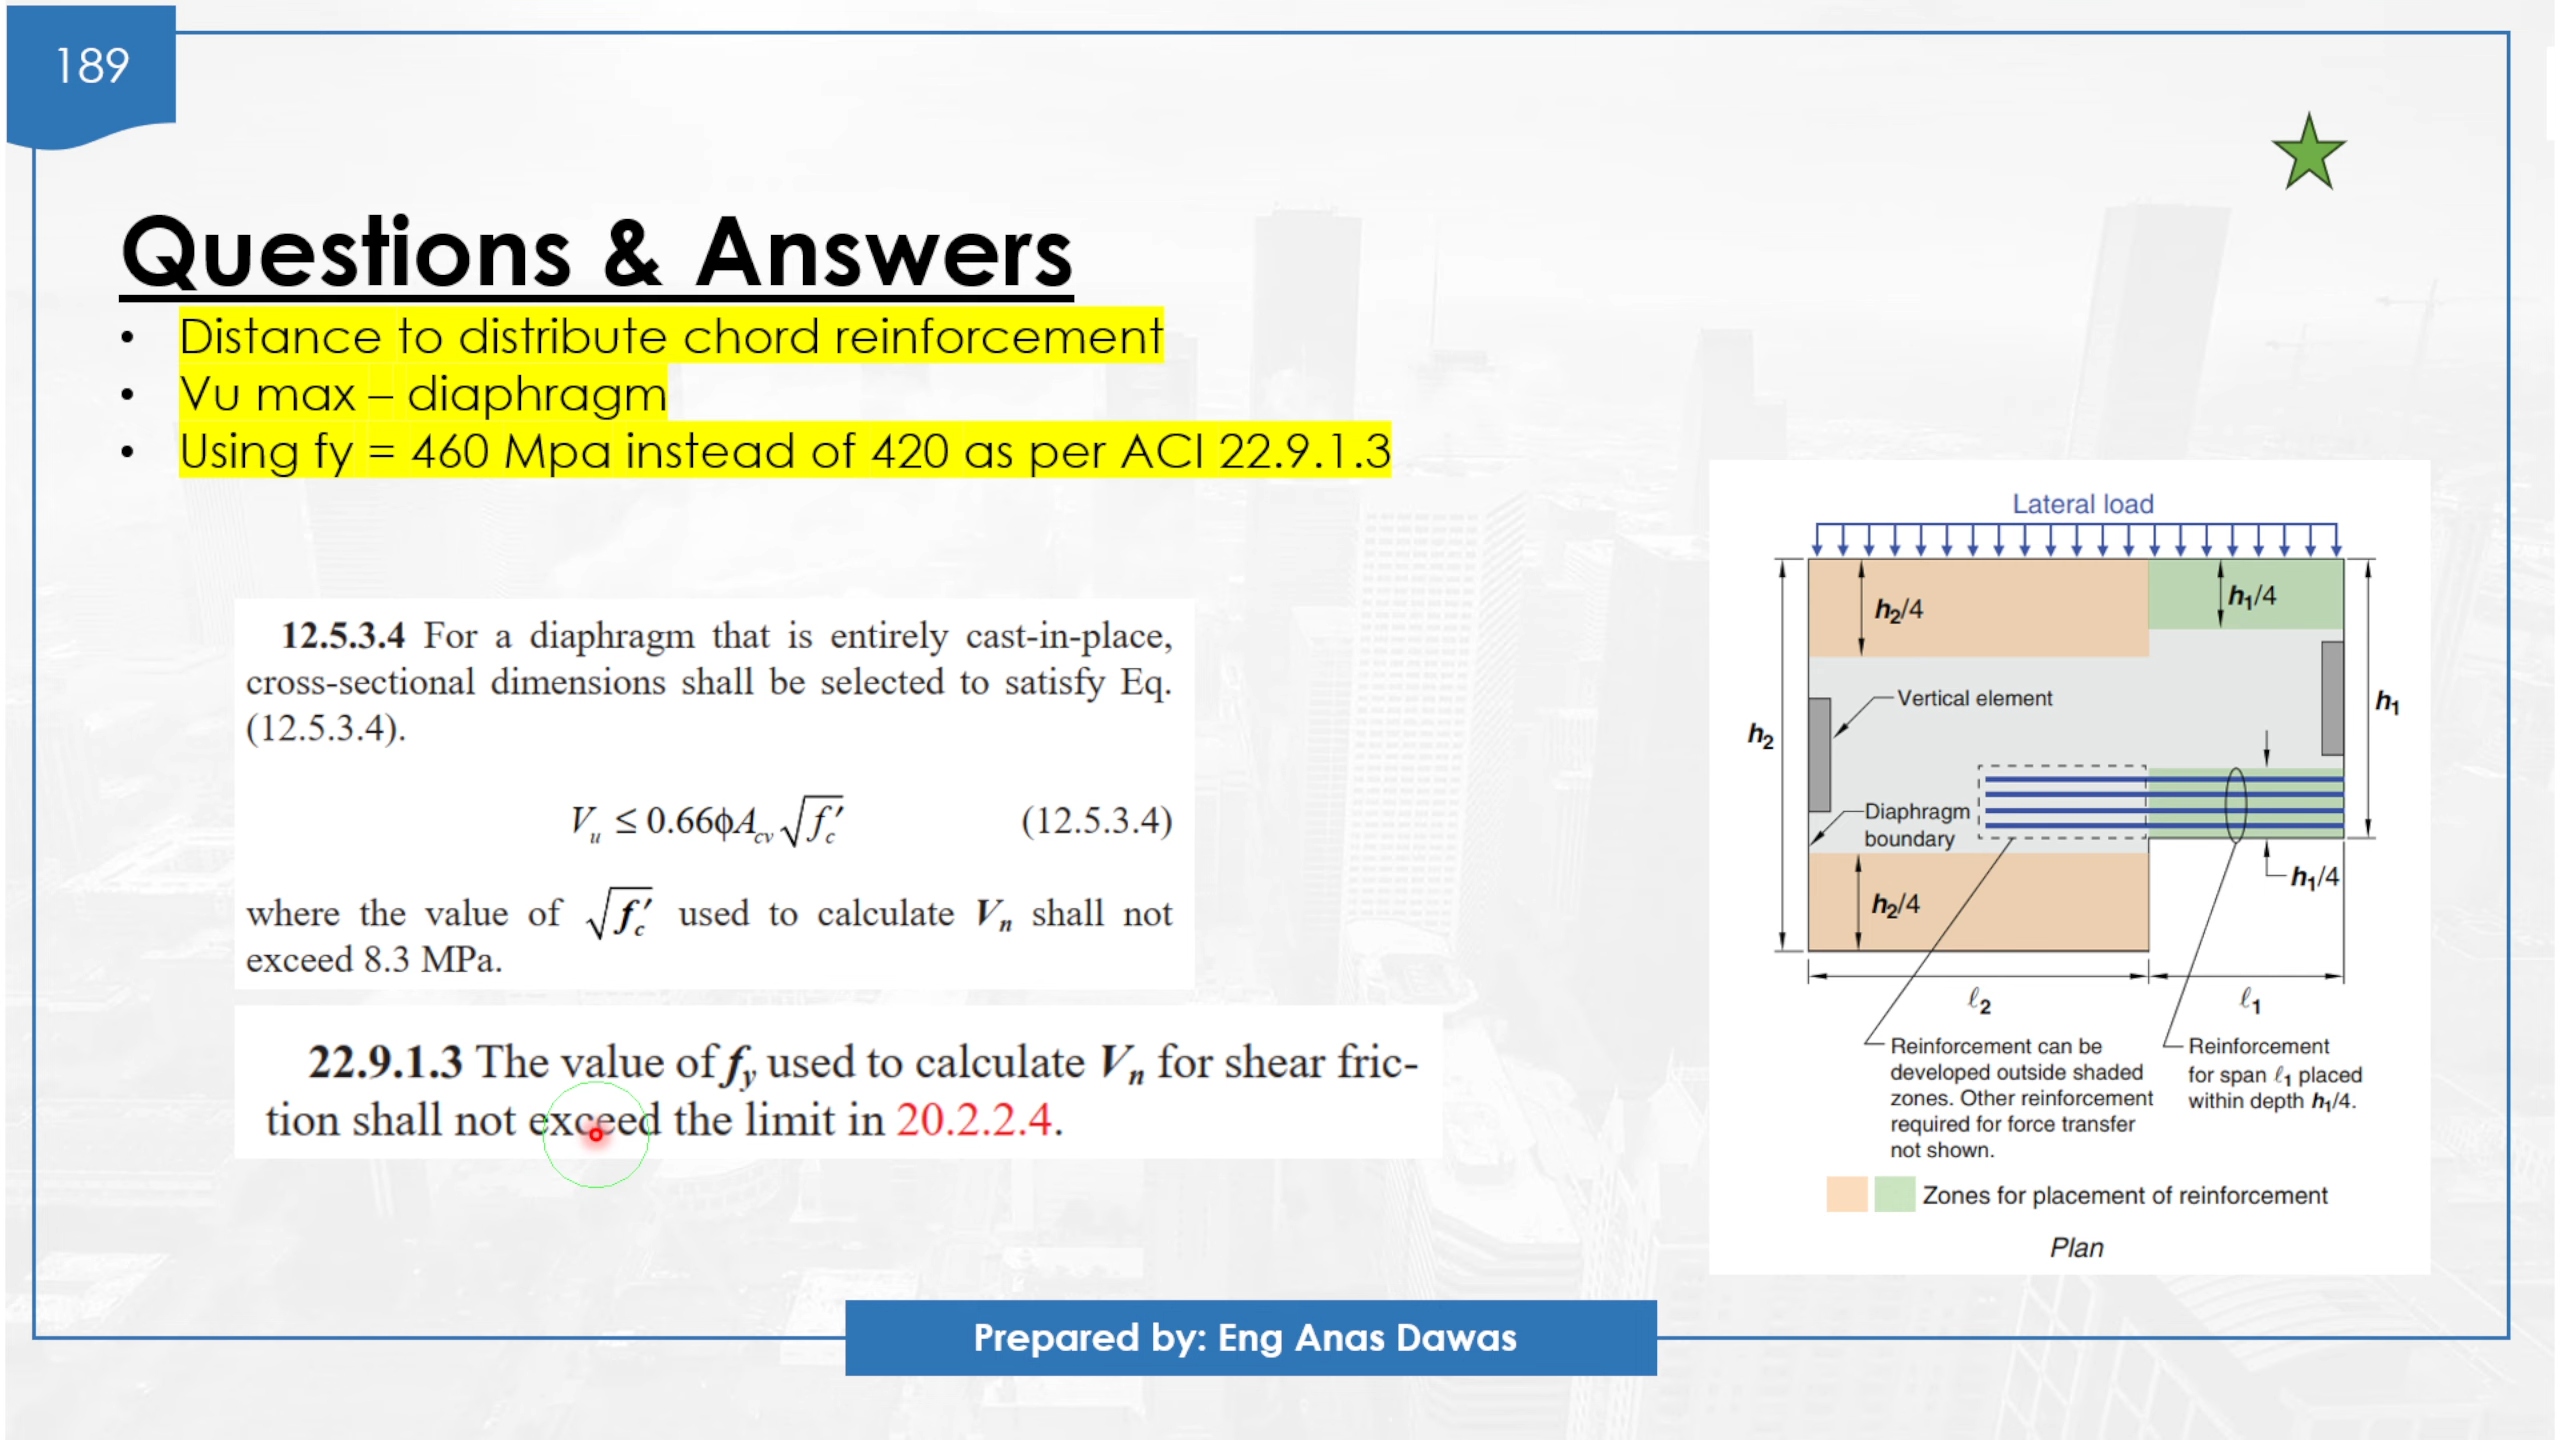 189
Questions & Answers
• Distance to distribute chord reinforcement
• Vu max – diaphragm
• Using fy = 460 Mpa instead of 420 as per ACI 22.9.1.3
12.5.3.4 For a diaphragm that is entirely cast-in-place,
cross-sectional dimensions shall be selected to satisfy Eq.
(12.5.3.4).
Vu ≤ 0.66ϕAcv√fc′ (12.5.3.4)
where the value of √fc′ used to calculate Vn shall not
exceed 8.3 MPa.
22.9.1.3 The value of fy used to calculate Vn for shear fric-
tion shall not exceed the limit in 20.2.2.4.
Lateral load
h2/4
h1/4
Vertical element
h1
h2
Diaphragm
boundary
h1/4
h2/4
ℓ2
ℓ1
Reinforcement can be
developed outside shaded
zones. Other reinforcement
required for force transfer
not shown.
Reinforcement
for span ℓ1 placed
within depth h1/4.
Zones for placement of reinforcement
Plan
Prepared by: Eng Anas Dawas